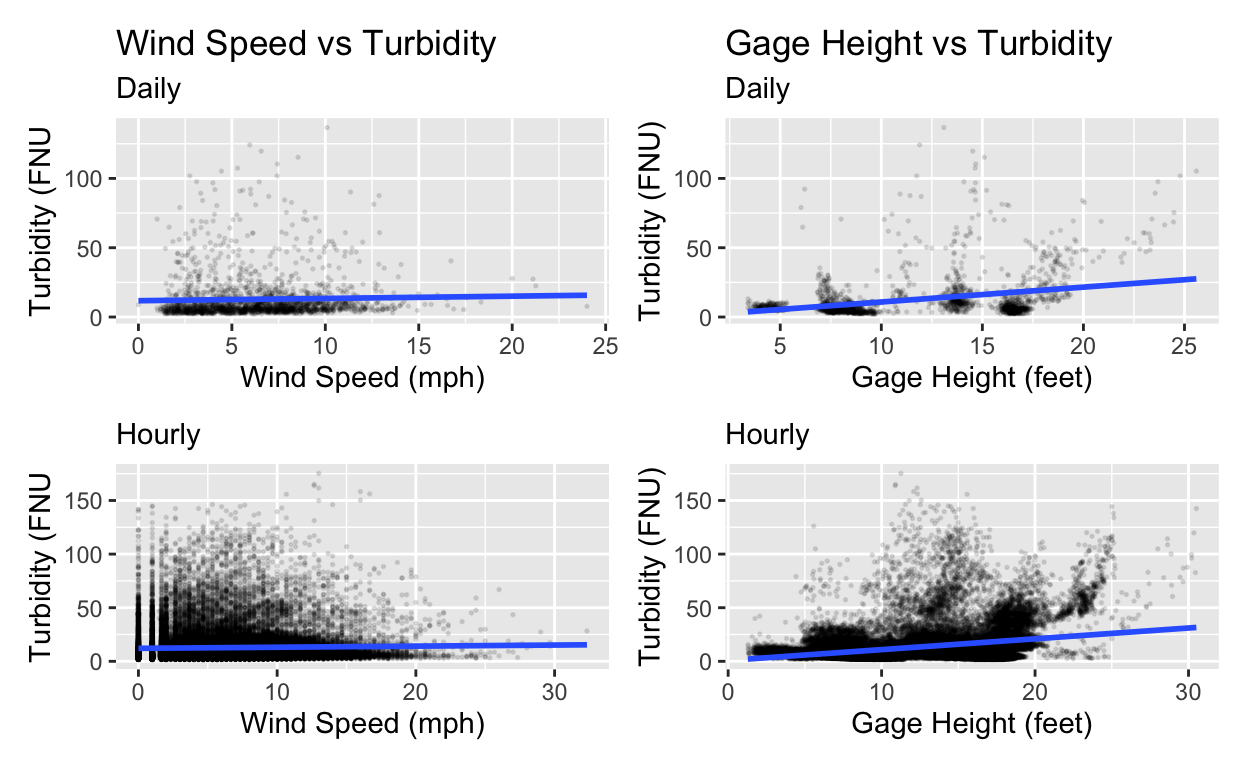 Wind Speed vs Turbidity
Daily
Turbidity (FNU
100
50
0
0 5 10 15 20 25
Wind Speed (mph)
Gage Height vs Turbidity
Daily
Turbidity (FNU)
100
50
0
5 10 15 20 25
Gage Height (feet)
Hourly
Turbidity (FNU
150
100
50
0
0 10 20 30
Wind Speed (mph)
Hourly
Turbidity (FNU)
150
100
50
0
0 10 20 30
Gage Height (feet)